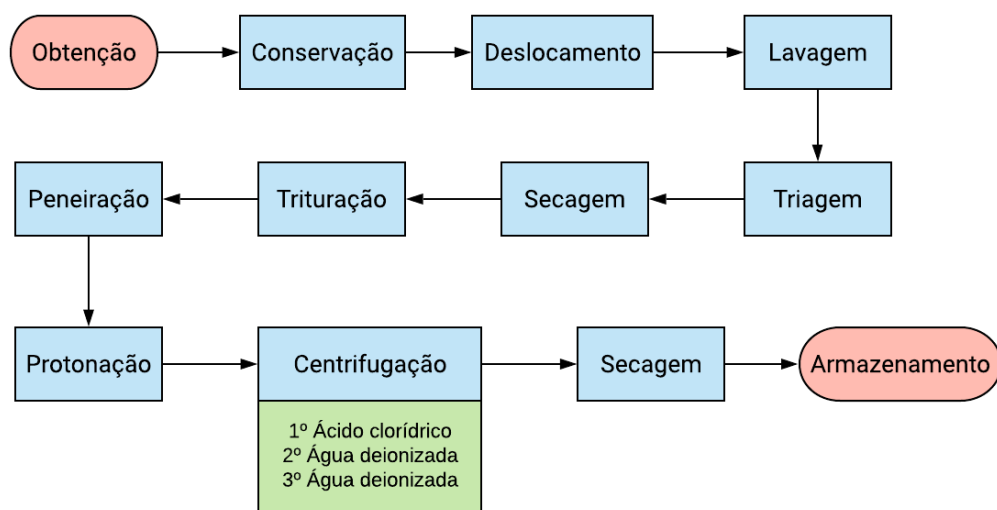 Obtenção
Conservação
Deslocamento
Lavagem
Triagem
Secagem
Trituração
Peneiração
Protonação
Centrifugação
1º Ácido clorídrico
2º Água deionizada
3º Água deionizada
Secagem
Armazenamento